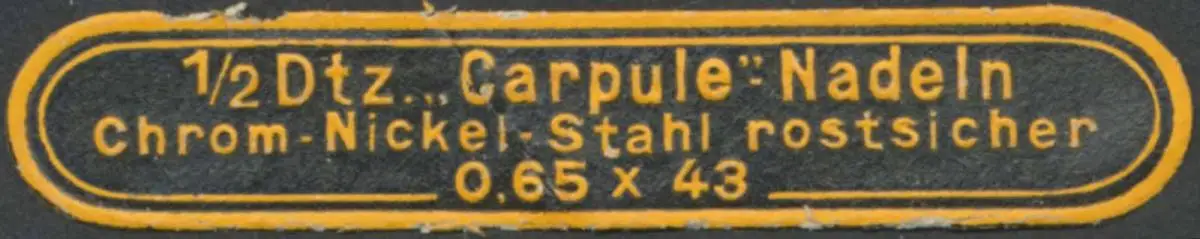 1/2 Dtz. „Carpule"-Nadeln
Chrom-Nickel-Stahl rostsicher
0,65 x 43